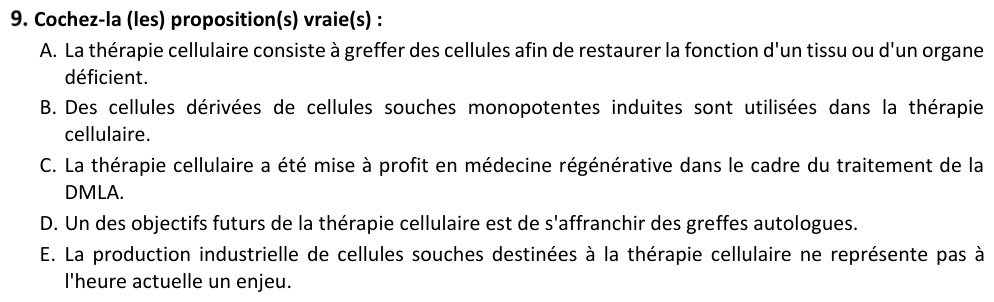 9. Cochez-la (les) proposition(s) vraie(s) :
A. La thérapie cellulaire consiste à greffer des cellules afin de restaurer la fonction d'un tissu ou d'un organe
déficient.
B. Des cellules dérivées de cellules souches monopotentes induites sont utilisées dans la thérapie
cellulaire.
C. La thérapie cellulaire a été mise à profit en médecine régénérative dans le cadre du traitement de la
DMLA.
D. Un des objectifs futurs de la thérapie cellulaire est de s'affranchir des greffes autologues.
E. La production industrielle de cellules souches destinées à la thérapie cellulaire ne représente pas à
l'heure actuelle un enjeu.